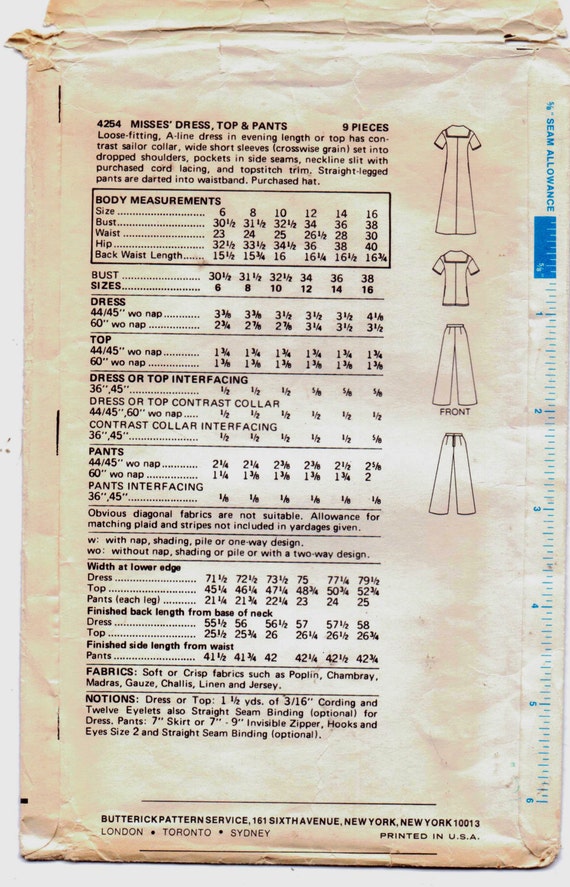 4254 MISSES' DRESS, TOP & PANTS 9 PIECES
Loose-fitting, A-line dress in evening length or top has con-
trast sailor collar, wide short sleeves (crosswise grain) set into
dropped shoulders, pockets in side seams, neckline slit with
purchased cord lacing, and topstitch trim. Straight-legged
pants are darted into waistband. Purchased hat.
BODY MEASUREMENTS
Size 6 8 10 12 14 16
Bust 30½ 31½ 32½ 34 36 38
Waist 23 24 25 26½ 28 30
Hip 32½ 33½ 34½ 36 38 40
Back Waist Length 15½ 15¾ 16 16¼ 16½ 16¾
BUST 30½ 31½ 32½ 34 36 38
SIZES 6 8 10 12 14 16
DRESS
44/45" wo nap 3⅜ 3⅜ 3½ 3½ 3½ 4⅛
60" wo nap 2¾ 2⅞ 2⅞ 3¼ 3½ 3½
TOP
44/45" wo nap 1¾ 1¾ 1¾ 1¾ 1¾ 1¾
60" wo nap 1⅜ 1⅜ 1⅜ 1⅜ 1⅜ 1⅜
DRESS OR TOP INTERFACING
36",45" ½ ½ ½ ⅝ ⅝ ⅝
DRESS OR TOP CONTRAST COLLAR
44/45",60" wo nap ½ ½ ½ ½ ½ ½
CONTRAST COLLAR INTERFACING
36",45" ½ ½ ½ ½ ½ ⅝
PANTS
44/45" wo nap 2¼ 2¼ 2⅜ 2⅜ 2½ 2⅝
60" wo nap 1¼ 1⅜ 1⅜ 1⅜ 1¾ 2
PANTS INTERFACING
36",45" ⅛ ⅛ ⅛ ⅛ ⅛ ⅛
Obvious diagonal fabrics are not suitable. Allowance for
matching plaid and stripes not included in yardages given.
w: with nap, shading, pile or one-way design.
wo: without nap, shading or pile or with a two-way design.
Width at lower edge
Dress 71½ 72½ 73½ 75 77¼ 79½
Top 45¼ 46¼ 47¼ 48¾ 50¾ 52¾
Pants (each leg) 21¼ 21¾ 22¼ 23 24 25
Finished back length from base of neck
Dress 55½ 56 56½ 57 57½ 58
Top 25½ 25¾ 26 26¼ 26½ 26¾
Finished side length from waist
Pants 41½ 41¾ 42 42¼ 42½ 42¾
FABRICS: Soft or Crisp fabrics such as Poplin, Chambray,
Madras, Gauze, Challis, Linen and Jersey.
NOTIONS: Dress or Top: 1 ½ yds. of 3/16" Cording and
Twelve Eyelets also Straight Seam Binding (optional) for
Dress. Pants: 7" Skirt or 7" - 9" Invisible Zipper, Hooks and
Eyes Size 2 and Straight Seam Binding (optional).
BUTTERICK PATTERN SERVICE, 161 SIXTH AVENUE, NEW YORK, NEW YORK 10013
LONDON • TORONTO • SYDNEY PRINTED IN U.S.A.
FRONT
⅝" SEAM ALLOWANCE
⅝"
1
2
3
4
5
6